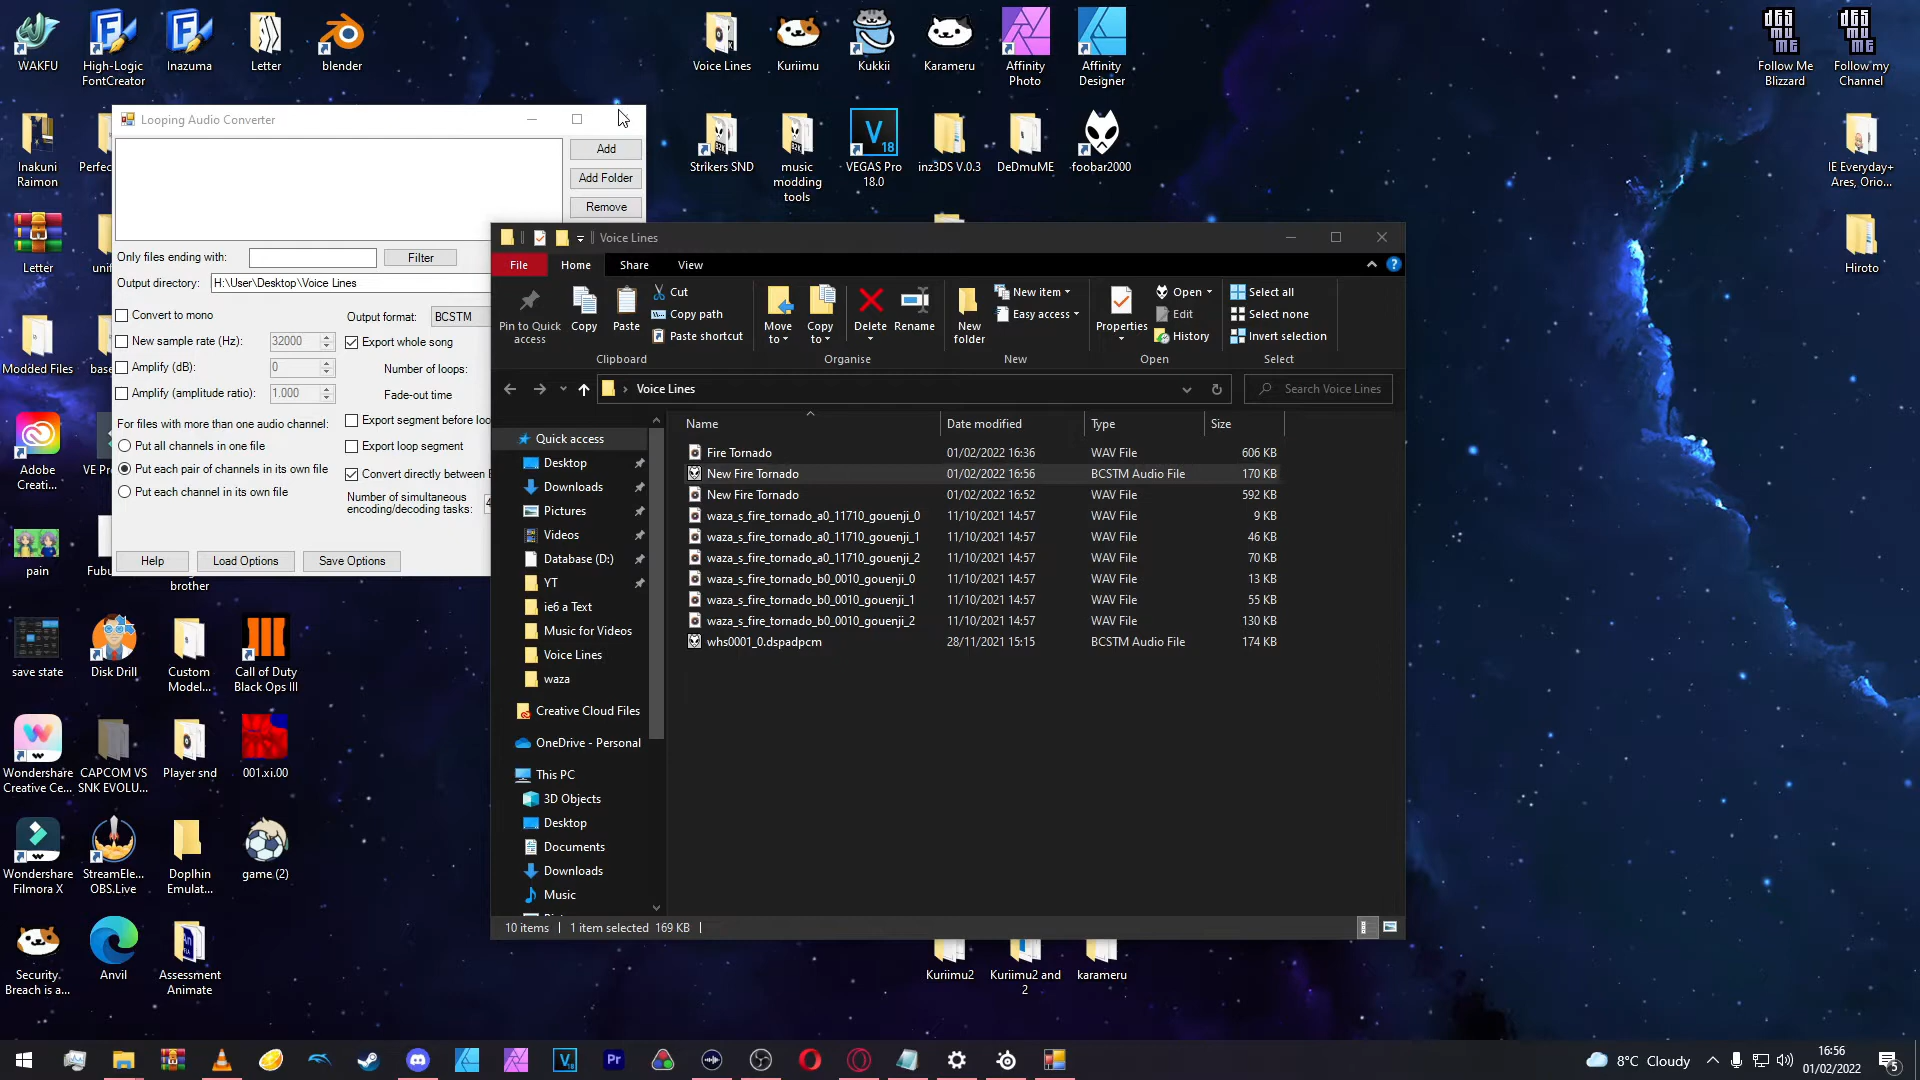 WAKFU
High-Logic
FontCreator
Inazuma
Letter
blender
Voice Lines
Kuriimu
Kukkii
Karameru
Affinity
Photo
Affinity
Designer
Follow Me
Blizzard
Follow my
Channel
Inakuni
Raimon
Perfec
Strikers SND
music
modding
tools
VEGAS Pro
18.0
inz3DS V.0.3
DeDmuME
foobar2000
IE Everyday+
Ares, Orio...
Letter
Hiroto
Modded Files
Adobe
Creati...
VE Pro
pain
Fubu
brother
save state
Disk Drill
Custom
Model...
Call of Duty
Black Ops III
Wondershare
Creative Ce...
CAPCOM VS
SNK EVOLU...
Player snd
001.xi.00
Wondershare
Filmora X
StreamEle...
OBS.Live
Doplhin
Emulat...
game (2)
Security
Breach is a...
Anvil
Assessment
Animate
Kuriimu2
Kuriimu2 and
2
karameru
Looping Audio Converter
Add
Add Folder
Remove
Only files ending with:
Filter
Output directory:
H:\User\Desktop\Voice Lines
Convert to mono
Output format:
BCSTM
New sample rate (Hz):
32000
Export whole song
Amplify (dB):
0
Number of loops:
Amplify (amplitude ratio):
1.000
Fade-out time
For files with more than one audio channel:
Export segment before loo
Put all channels in one file
Export loop segment
Put each pair of channels in its own file
Convert directly between
Put each channel in its own file
Number of simultaneous
encoding/decoding tasks:
Help
Load Options
Save Options
Voice Lines
File
Home
Share
View
Pin to Quick
access
Copy
Paste
Cut
Copy path
Paste shortcut
Clipboard
Move
to
Copy
to
Delete
Rename
Organise
New
folder
New item
Easy access
New
Properties
Open
Edit
History
Open
Select all
Select none
Invert selection
Select
Voice Lines
Search Voice Lines
Quick access
Desktop
Downloads
Pictures
Videos
Database (D:)
YT
ie6 a Text
Music for Videos
Voice Lines
waza
Creative Cloud Files
OneDrive - Personal
This PC
3D Objects
Desktop
Documents
Downloads
Music
Name Date modified Type Size
Fire Tornado 01/02/2022 16:36 WAV File 606 KB
New Fire Tornado 01/02/2022 16:56 BCSTM Audio File 170 KB
New Fire Tornado 01/02/2022 16:52 WAV File 592 KB
waza_s_fire_tornado_a0_11710_gouenji_0 11/10/2021 14:57 WAV File 9 KB
waza_s_fire_tornado_a0_11710_gouenji_1 11/10/2021 14:57 WAV File 46 KB
waza_s_fire_tornado_a0_11710_gouenji_2 11/10/2021 14:57 WAV File 70 KB
waza_s_fire_tornado_b0_0010_gouenji_0 11/10/2021 14:57 WAV File 13 KB
waza_s_fire_tornado_b0_0010_gouenji_1 11/10/2021 14:57 WAV File 55 KB
waza_s_fire_tornado_b0_0010_gouenji_2 11/10/2021 14:57 WAV File 130 KB
whs0001_0.dspadpcm 28/11/2021 15:15 BCSTM Audio File 174 KB
10 items
1 item selected 169 KB
8°C Cloudy
16:56
01/02/2022
5